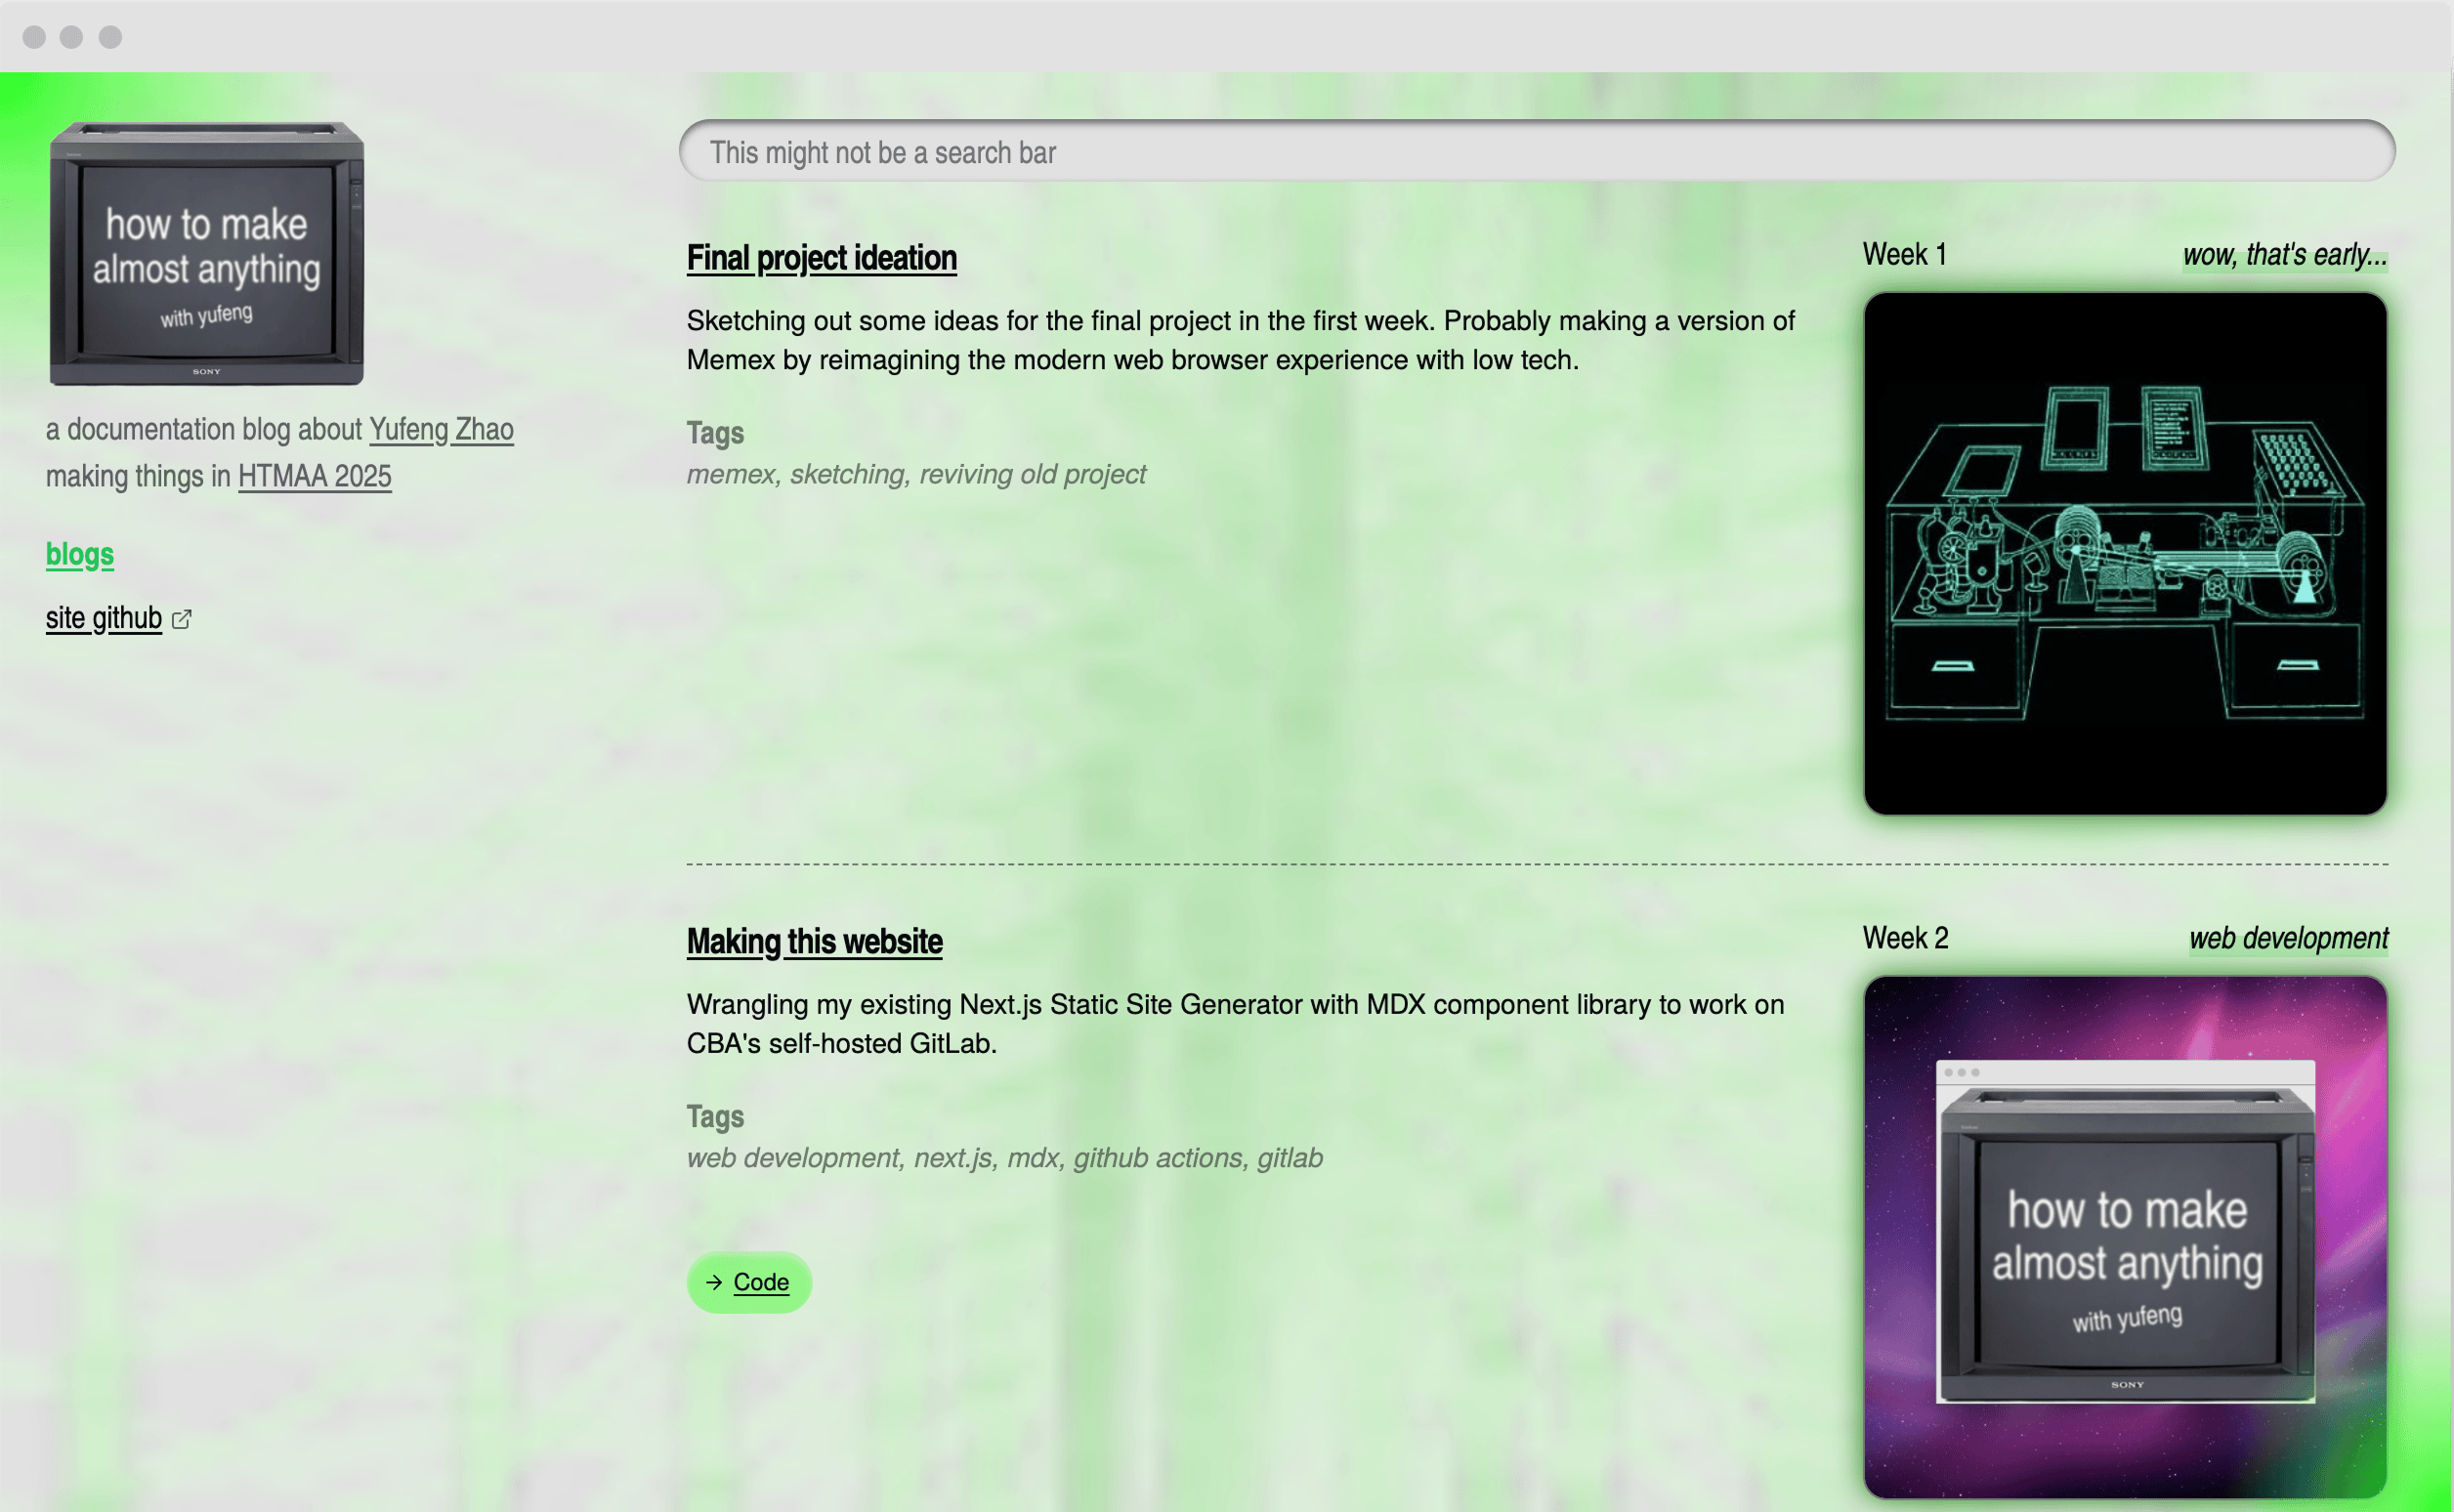 how to make
almost anything
with yufeng
SONY
a documentation blog about Yufeng Zhao
making things in HTMAA 2025
blogs
site github
This might not be a search bar
Final project ideation
Sketching out some ideas for the final project in the first week. Probably making a version of
Memex by reimagining the modern web browser experience with low tech.
Tags
memex, sketching, reviving old project
Week 1
wow, that's early...
Making this website
Wrangling my existing Next.js Static Site Generator with MDX component library to work on
CBA's self-hosted GitLab.
Tags
web development, next.js, mdx, github actions, gitlab
→ Code
Week 2
web development
how to make
almost anything
with yufeng
SONY